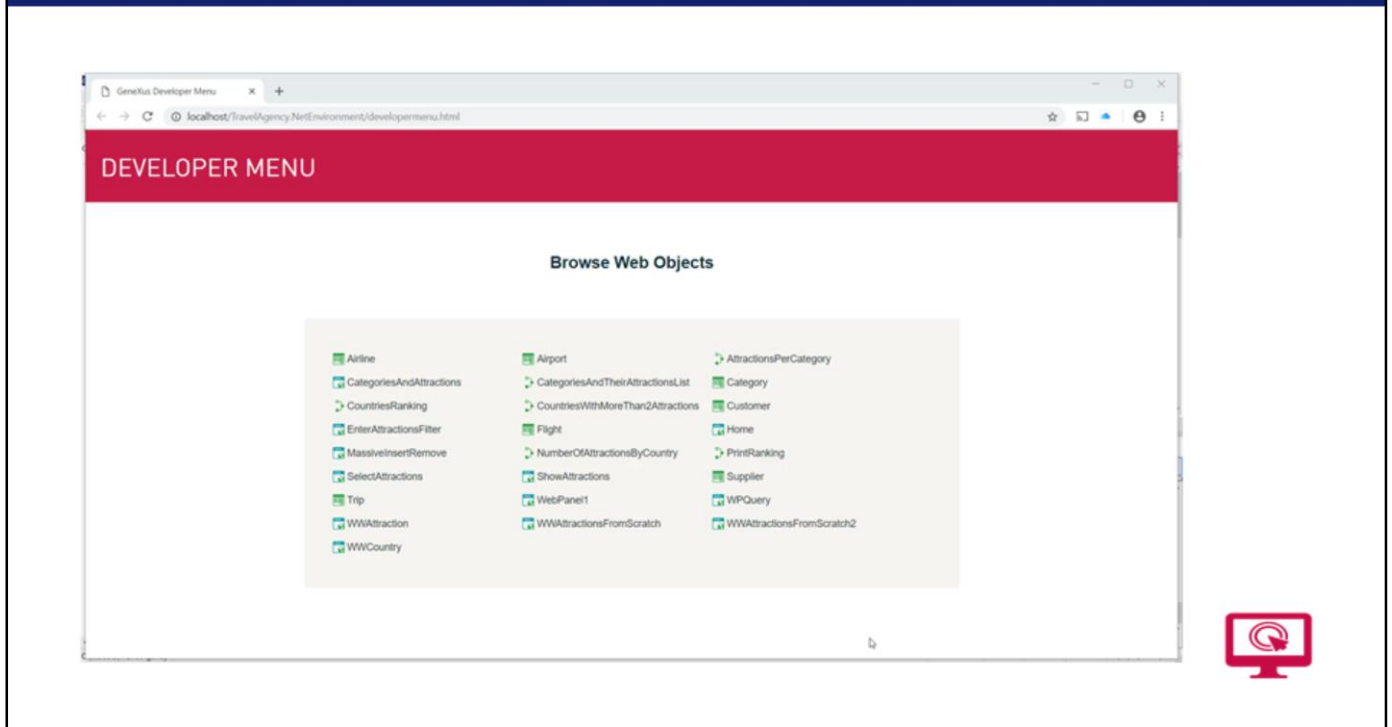 GeneXus Developer Menu
localhost/TravelAgency.NetEnvironment/developermenu.html
DEVELOPER MENU
Browse Web Objects
Airline Airport AttractionsPerCategory
CategoriesAndAttractions CategoriesAndTheirAttractionsList Category
CountriesRanking CountriesWithMoreThan2Attractions Customer
EnterAttractionsFilter Flight Home
MassiveInsertRemove NumberOfAttractionsByCountry PrintRanking
SelectAttractions ShowAttractions Supplier
Trip WebPanel1 WPQuery
WWAttraction WWAttractionsFromScratch WWAttractionsFromScratch2
WWCountry